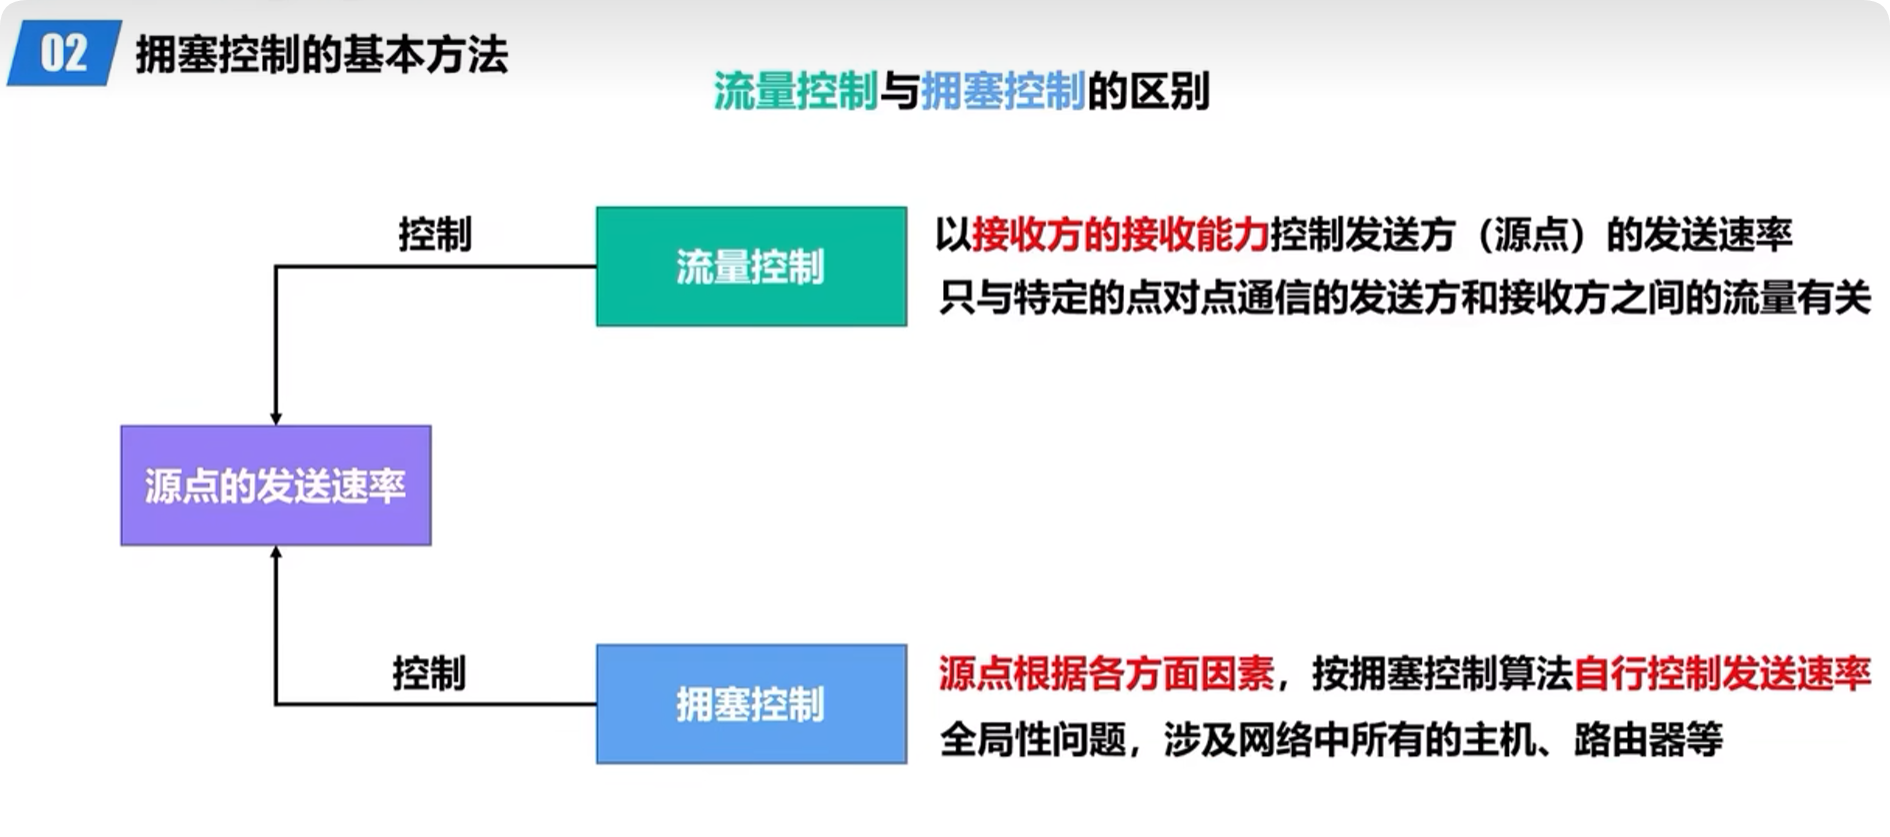 02 拥塞控制的基本方法
流量控制与拥塞控制的区别
控制
流量控制
以接收方的接收能力控制发送方（源点）的发送速率
只与特定的点对点通信的发送方和接收方之间的流量有关
源点的发送速率
控制
拥塞控制
源点根据各方面因素，按拥塞控制算法自行控制发送速率
全局性问题，涉及网络中所有的主机、路由器等